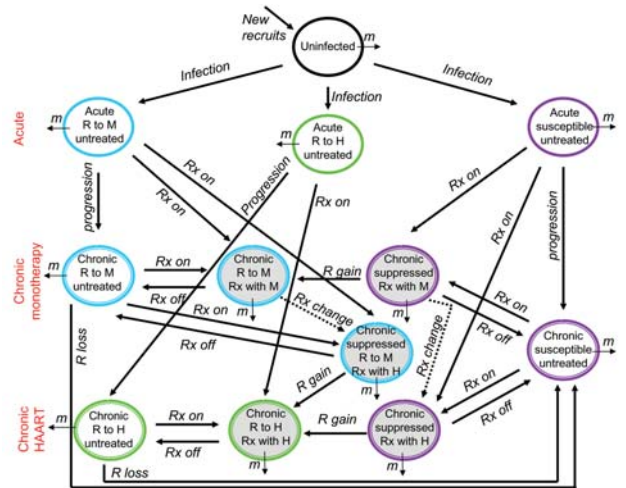 New
recruits
Uninfected
m
Infection
Infection
Infection
Acute
m
Acute
R to M
untreated
m
Acute
R to H
untreated
Acute
susceptible
untreated
m
progression
Rx on
Rx on
Progression
Rx on
Rx on
Rx on
progression
Chronic
monotherapy
m
Chronic
R to M
untreated
Rx on
Rx off
Chronic
R to M
Rx with M
m
R gain
Chronic
suppressed
Rx with M
m
Rx on
Rx off
Rx on
Rx off
Rx change
Rx change
Chronic
suppressed
R to M
Rx with H
m
Chronic
susceptible
untreated
m
R loss
R gain
Rx on
Rx off
Chronic
HAART
m
Chronic
R to H
untreated
Rx on
Rx off
Chronic
R to H
Rx with H
m
R gain
Chronic
suppressed
Rx with H
m
R loss